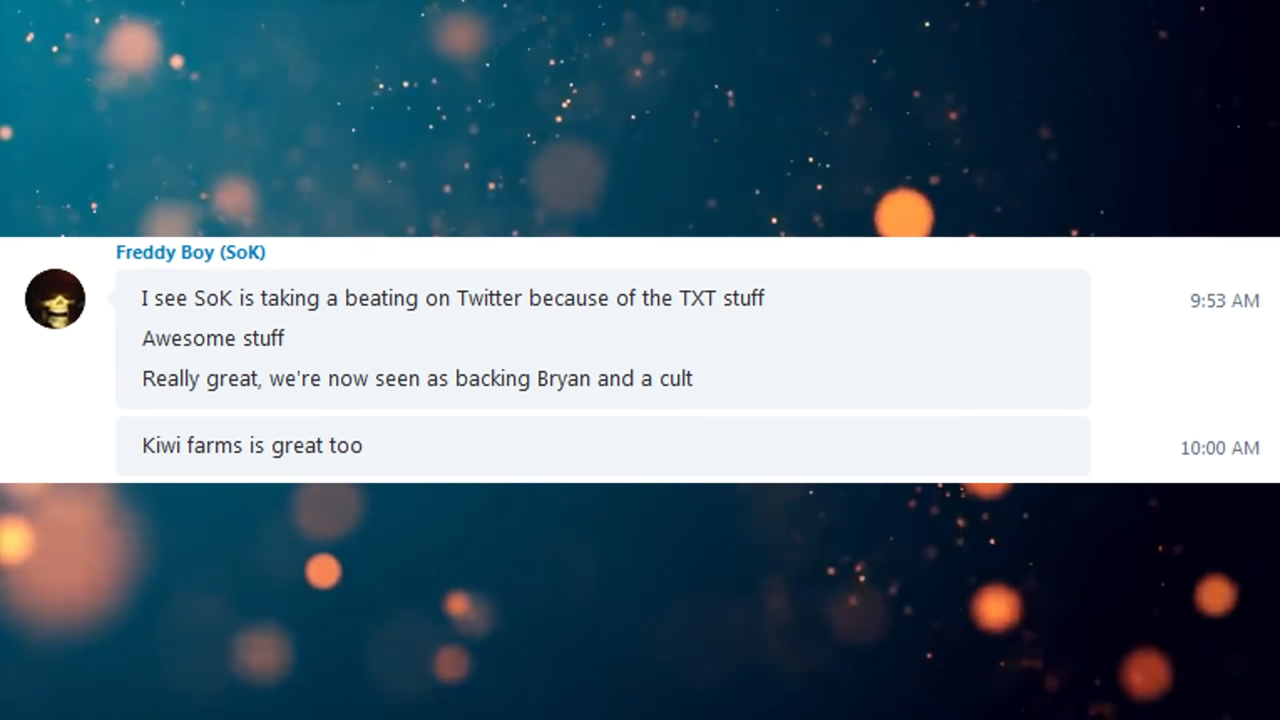 Freddy Boy (SoK)
I see SoK is taking a beating on Twitter because of the TXT stuff
9:53 AM
Awesome stuff
Really great, we're now seen as backing Bryan and a cult
Kiwi farms is great too
10:00 AM